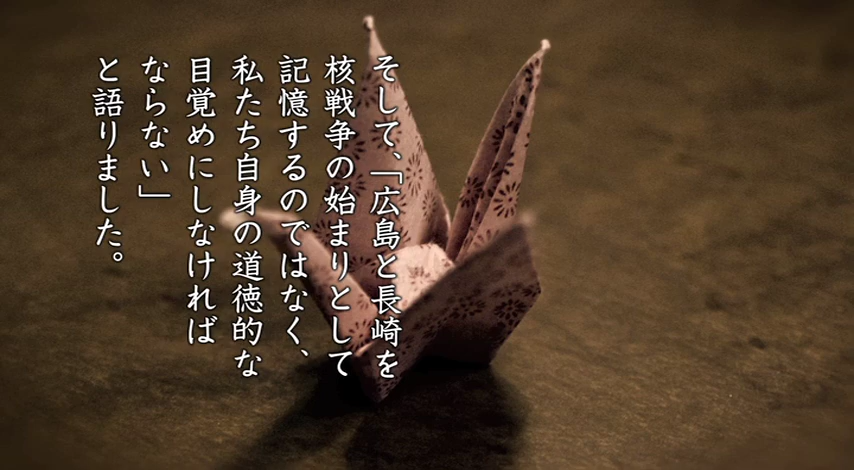 そして、「広島と長崎を
核戦争の始まりとして
記憶するのではなく、
私たち自身の道徳的な
目覚めにしなければ
ならない」
と語りました。